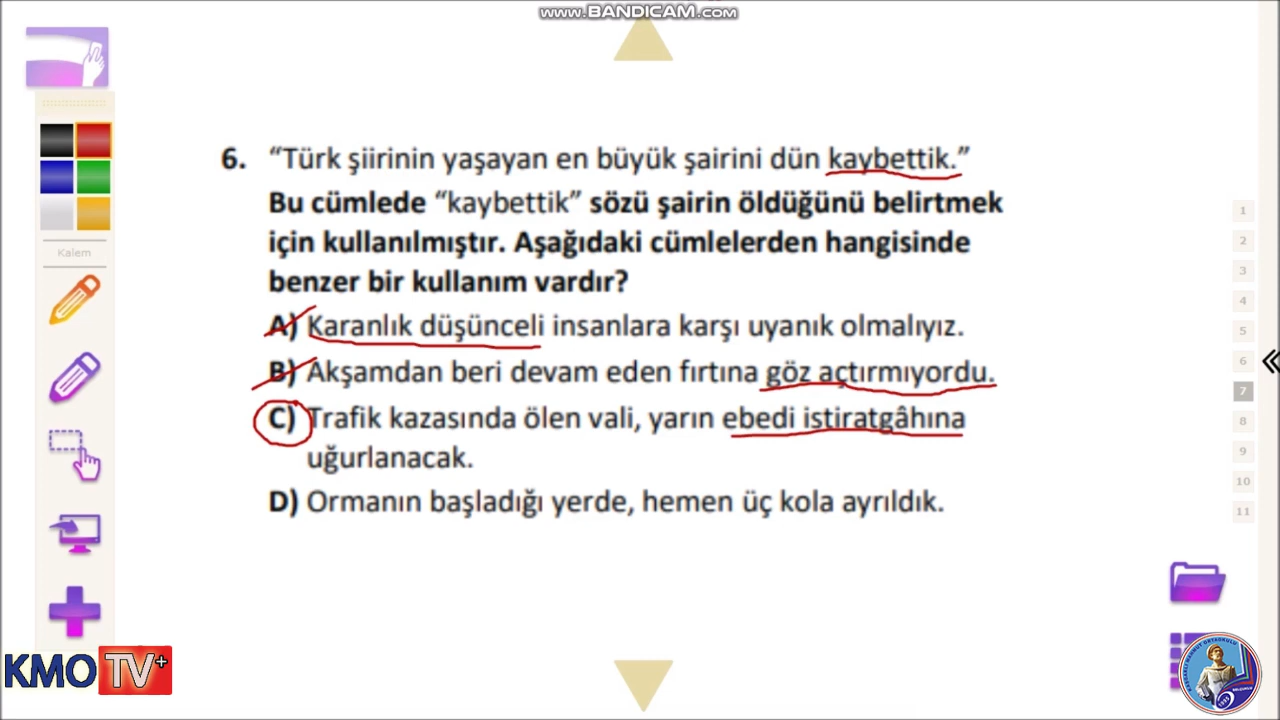 www.BANDICAM.com
6. “Türk şiirinin yaşayan en büyük şairini dün kaybettik.”
Bu cümlede “kaybettik” sözü şairin öldüğünü belirtmek
için kullanılmıştır. Aşağıdaki cümlelerden hangisinde
benzer bir kullanım vardır?
A) Karanlık düşünceli insanlara karşı uyanık olmalıyız.
B) Akşamdan beri devam eden fırtına göz açtırmıyordu.
C) Trafik kazasında ölen vali, yarın ebedi istiratgâhına
uğurlanacak.
D) Ormanın başladığı yerde, hemen üç kola ayrıldık.
Kalem
1
2
3
4
5
6
7
8
9
10
11
KMO TV+